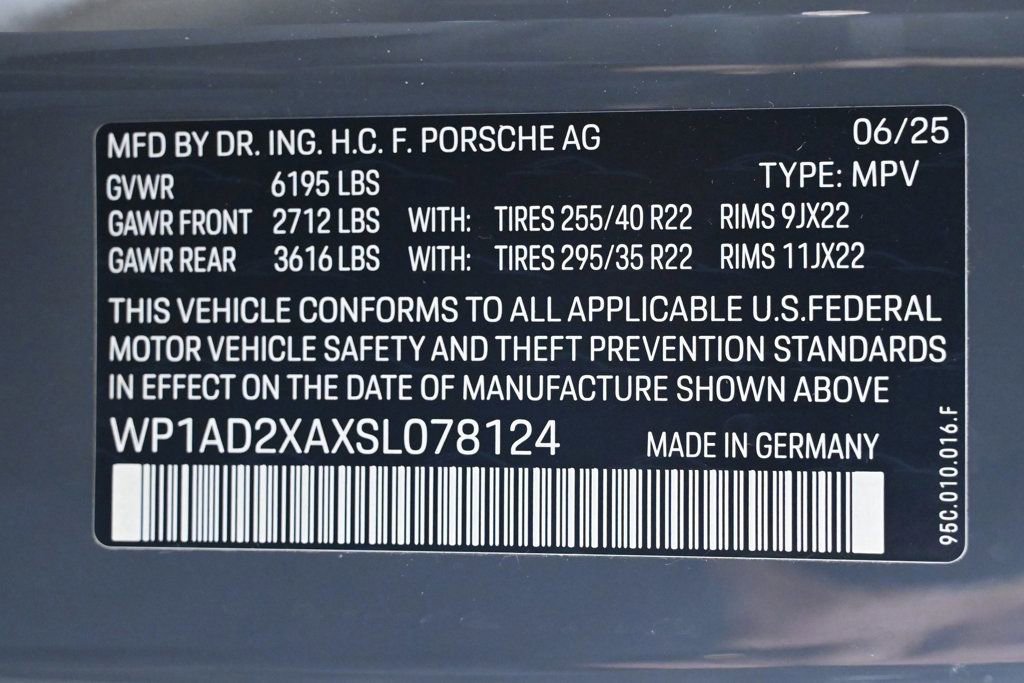 MFD BY DR. ING. H.C. F. PORSCHE AG 06/25
TYPE: MPV
GVWR 6195 LBS
GAWR FRONT 2712 LBS WITH: TIRES 255/40 R22 RIMS 9JX22
GAWR REAR 3616 LBS WITH: TIRES 295/35 R22 RIMS 11JX22
THIS VEHICLE CONFORMS TO ALL APPLICABLE U.S.FEDERAL
MOTOR VEHICLE SAFETY AND THEFT PREVENTION STANDARDS
IN EFFECT ON THE DATE OF MANUFACTURE SHOWN ABOVE
WP1AD2XAXSL078124 MADE IN GERMANY
95C.010.016.F